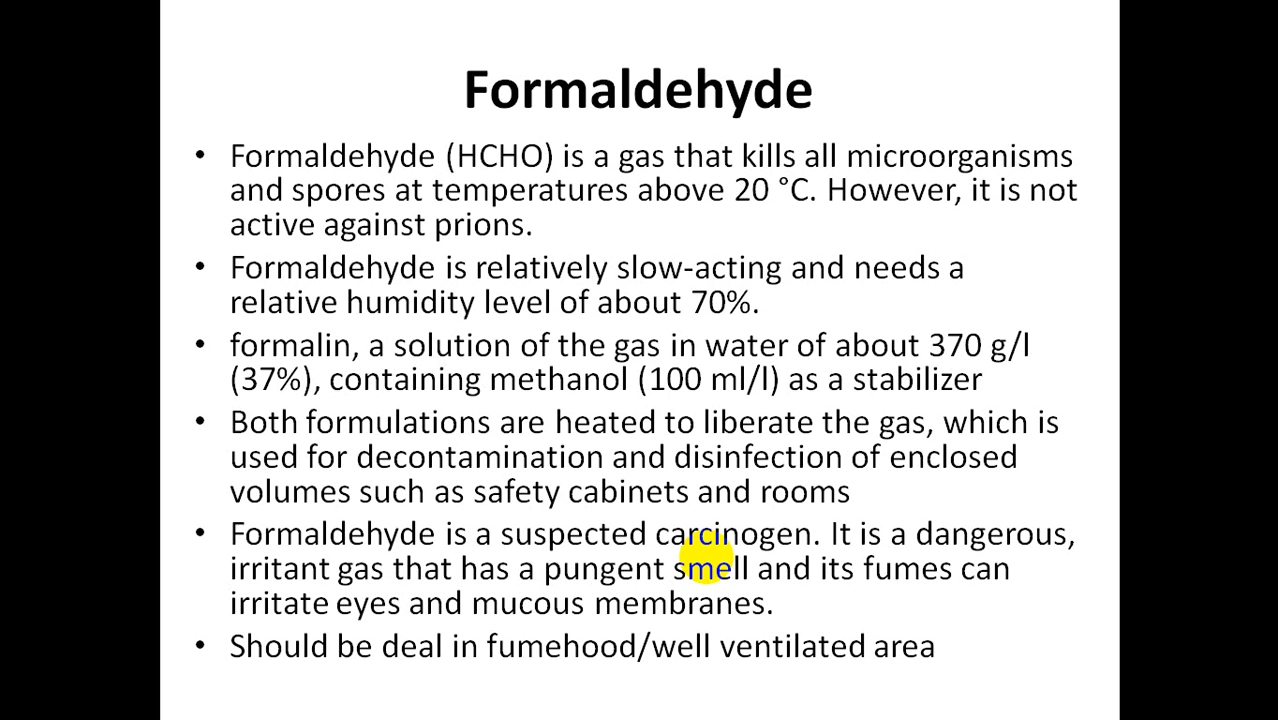 Formaldehyde
• Formaldehyde (HCHO) is a gas that kills all microorganisms
and spores at temperatures above 20 °C. However, it is not
active against prions.
• Formaldehyde is relatively slow-acting and needs a
relative humidity level of about 70%.
• formalin, a solution of the gas in water of about 370 g/l
(37%), containing methanol (100 ml/l) as a stabilizer
• Both formulations are heated to liberate the gas, which is
used for decontamination and disinfection of enclosed
volumes such as safety cabinets and rooms
• Formaldehyde is a suspected carcinogen. It is a dangerous,
irritant gas that has a pungent smell and its fumes can
irritate eyes and mucous membranes.
• Should be deal in fumehood/well ventilated area